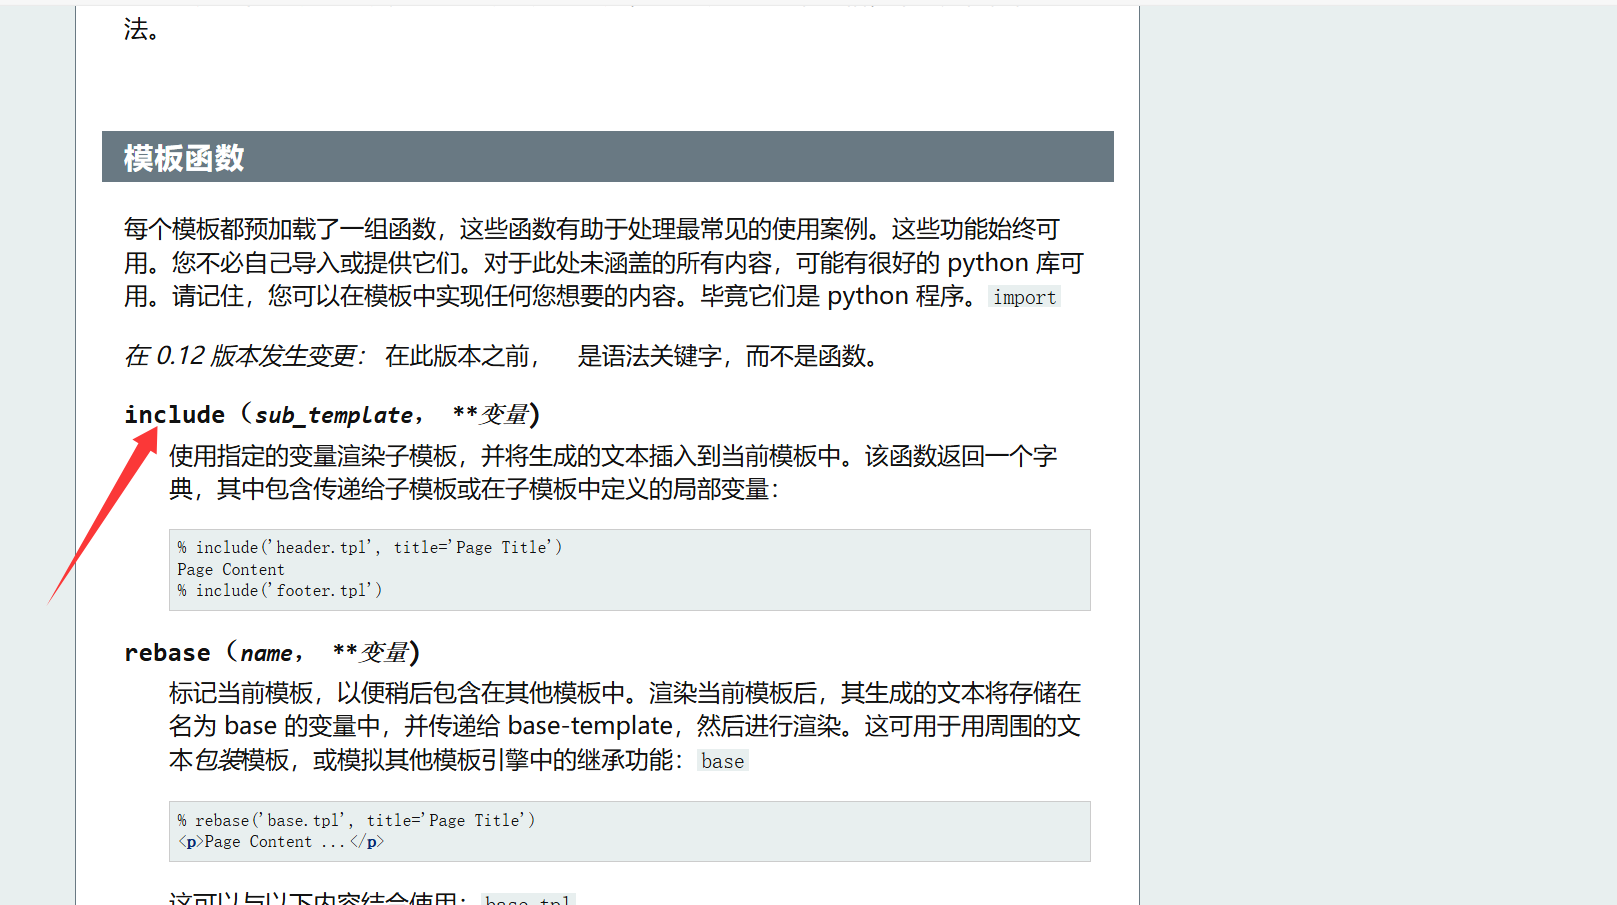 法。
模板函数
每个模板都预加载了一组函数，这些函数有助于处理最常见的使用案例。这些功能始终可
用。您不必自己导入或提供它们。对于此处未涵盖的所有内容，可能有很好的 python 库可
用。请记住，您可以在模板中实现任何您想要的内容。毕竟它们是 python 程序。 import
在 0.12 版本发生变更： 在此版本之前， 是语法关键字，而不是函数。
include（sub_template， **变量)
使用指定的变量渲染子模板，并将生成的文本插入到当前模板中。该函数返回一个字
典，其中包含传递给子模板或在子模板中定义的局部变量：
% include('header.tpl', title='Page Title')
Page Content
% include('footer.tpl')
rebase（name， **变量)
标记当前模板，以便稍后包含在其他模板中。渲染当前模板后，其生成的文本将存储在
名为 base 的变量中，并传递给 base-template，然后进行渲染。这可用于用周围的文
本包装模板，或模拟其他模板引擎中的继承功能： base
% rebase('base.tpl', title='Page Title')
<p>Page Content ...</p>
这可以与以下内容结合使用： base.tpl